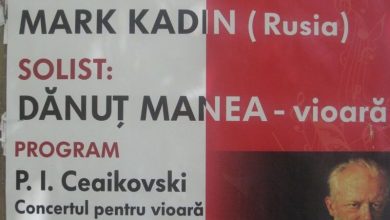 MARK KADIN (Rusia)
SOLIST:
DĂNUȚ MANEA - vioară
PROGRAM
P. I. Ceaikovski
Concertul pentru vioară